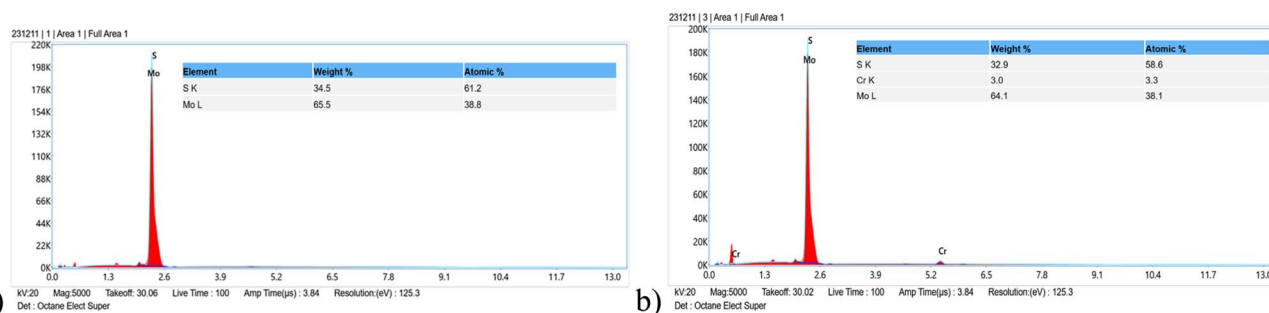 231211 | 1 | Area 1 | Full Area 1
220K
198K
176K
154K
132K
110K
88K
66K
44K
22K
0K
S
Mo
Element Weight % Atomic %
S K 34.5 61.2
Mo L 65.5 38.8
0.0 1.3 2.6 3.9 5.2 6.5 7.8 9.1 10.4 11.7 13.0
kV:20 Mag:5000 Takeoff: 30.06 Live Time : 100 Amp Time(μs) : 3.84 Resolution:(eV) : 125.3
Det : Octane Elect Super
)
231211 | 3 | Area 1 | Full Area 1
200K
180K
160K
140K
120K
100K
80K
60K
40K
20K
0K
S
Mo
Cr
Cr
Element Weight % Atomic %
S K 32.9 58.6
Cr K 3.0 3.3
Mo L 64.1 38.1
0.0 1.3 2.6 3.9 5.2 6.5 7.8 9.1 10.4 11.7 13.0
kV:20 Mag:5000 Takeoff: 30.02 Live Time : 100 Amp Time(μs) : 3.84 Resolution:(eV) : 125.3
Det : Octane Elect Super
b)